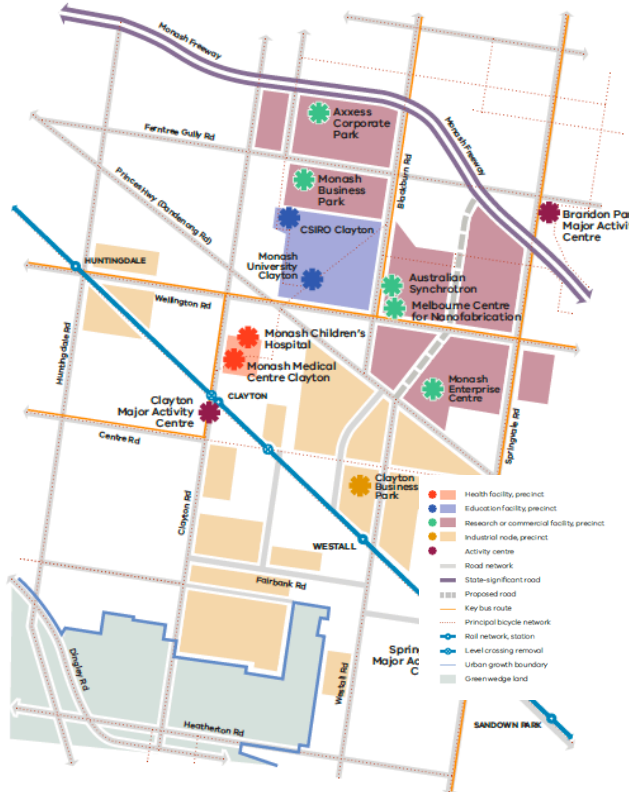 Monash Freeway
Axxess
Corporate
Park
Ferntree Gully Rd
Monash Freeway
Blackburn Rd
Princes Hwy (Dandenong Rd)
Monash
Business
Park
Brandon Par
Major Activit
Centre
CSIRO Clayton
Monash
University
Clayton
HUNTINGDALE
Australian
Synchrotron
Wellington Rd
Melbourne Centre
for Nanofabrication
Huntingdale Rd
Monash Children's
Hospital
Monash Medical
Centre Clayton
Monash
Enterprise
Centre
CLAYTON
Clayton
Major Activity
Centre
Springvale Rd
Centre Rd
Clayton
Business
Park
Clayton Rd
WESTALL
Health facility, precinct
Education facility, precinct
Research or commercial facility, precinct
Industrial node, precinct
Activity centre
Road network
State-significant road
Proposed road
Key bus route
Principal bicycle network
Rail network, station
Level crossing removal
Urban growth boundary
Green wedge land
Fairbank Rd
Sprin
Major Ac
C
Dingley Rd
Westall Rd
Heatherton Rd
SANDOWN PARK